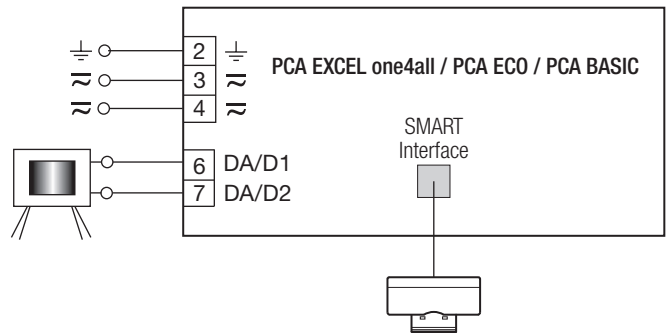 PCA EXCEL one4all / PCA ECO / PCA BASIC
2
3
4
SMART
Interface
6 DA/D1
7 DA/D2